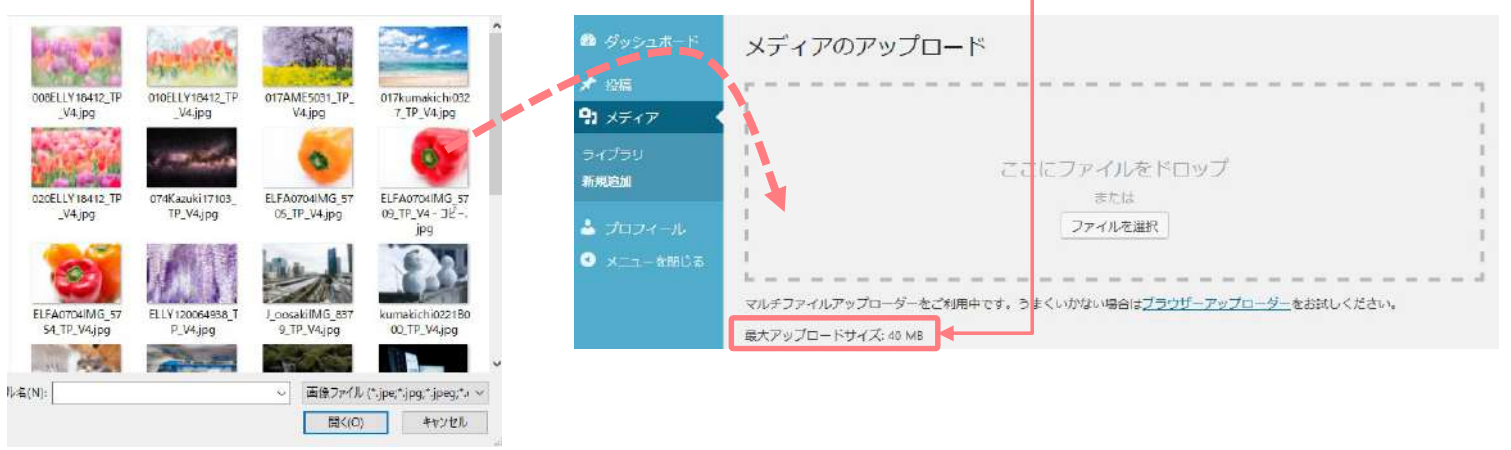 008ELLY18412_TP
_V4.jpg
010ELLY18412_TP
_V4.jpg
017AME5031_TP_
V4.jpg
017kumakichi032
7_TP_V4.jpg
020ELLY18412_TP
_V4.jpg
074Kazuki17103_
TP_V4.jpg
ELFA0704IMG_57
05_TP_V4.jpg
ELFA0704IMG_57
09_TP_V4 - コピー.
jpg
ELFA0704IMG_57
54_TP_V4.jpg
ELLY120064938_T
P_V4.jpg
J_oosakiIMG_837
9_TP_V4.jpg
kumakichi0221B0
00_TP_V4.jpg
ル名(N):
画像ファイル (*.jpe;*.jpg;*.jpeg;*.
開く(O)
キャンセル
ダッシュボード
投稿
メディア
ライブラリ
新規追加
プロフィール
メニューを閉じる
メディアのアップロード
ここにファイルをドロップ
または
ファイルを選択
マルチファイルアップローダーをご利用中です。うまくいかない場合はブラウザーアップローダーをお試しください。
最大アップロードサイズ: 40 MB